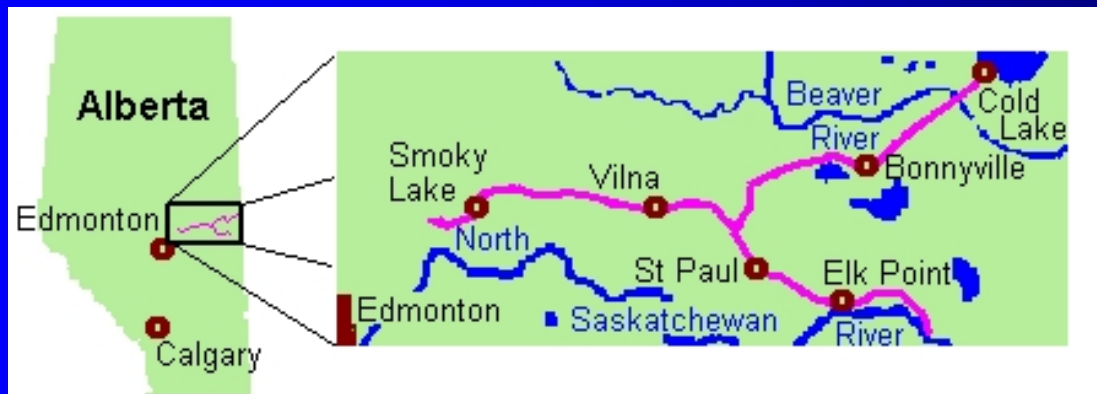 Alberta
Edmonton
Calgary
Beaver
River
Cold
Lake
Bonnyville
Smoky
Lake
Vilna
North
St Paul
Elk Point
Edmonton
Saskatchewan
River